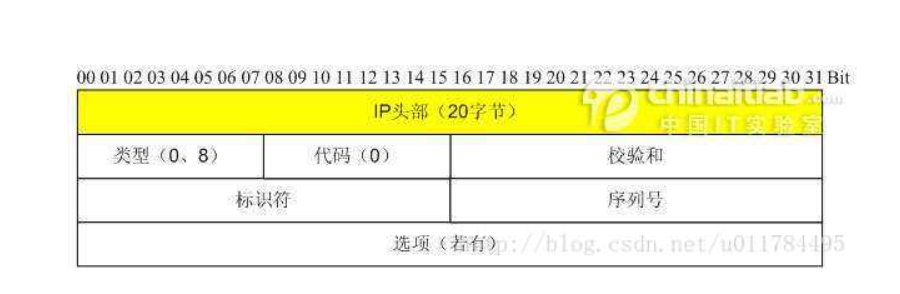 00 01 02 03 04 05 06 07 08 09 10 11 12 13 14 15 16 17 18 19 20 21 22 23 24 25 26 27 28 29 30 31 Bit
IP头部（20字节）
chinaitlab.com
中国IT实验室
类型（0、8） 代码（0） 校验和
标识符 序列号
选项（若有）
http://blog.csdn.net/u011784495